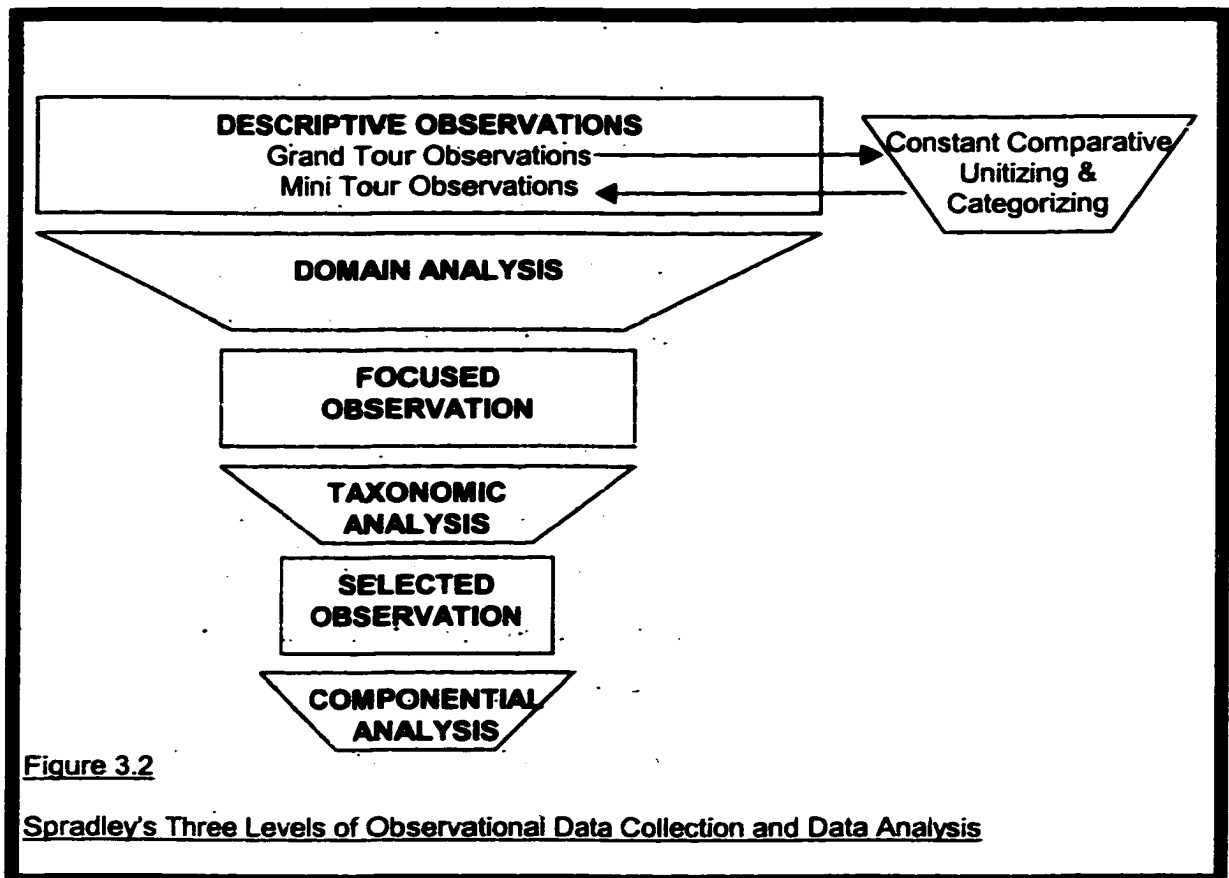 DESCRIPTIVE OBSERVATIONS
Grand Tour Observations
Mini Tour Observations
Constant Comparative
Unitizing &
Categorizing
DOMAIN ANALYSIS
FOCUSED
OBSERVATION
TAXONOMIC
ANALYSIS
SELECTED
OBSERVATION
COMPONENTIAL
ANALYSIS
Figure 3.2
Spradley's Three Levels of Observational Data Collection and Data Analysis